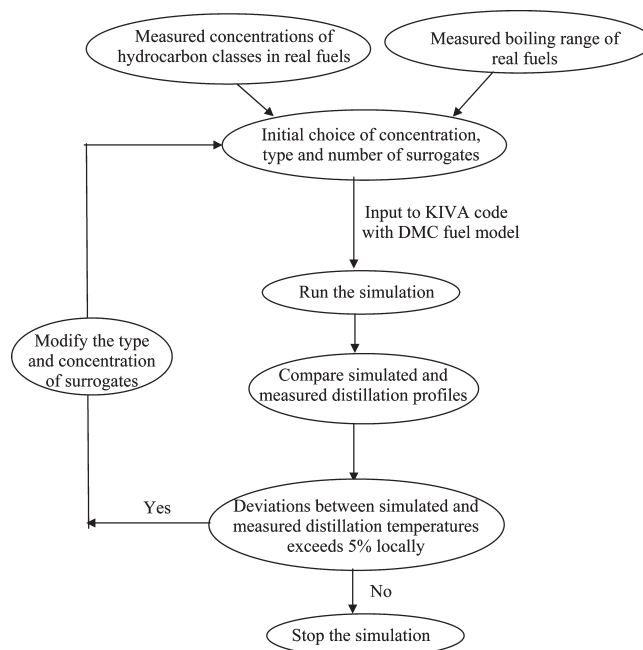 Measured concentrations of
hydrocarbon classes in real fuels
Measured boiling range of
real fuels
Initial choice of concentration,
type and number of surrogates
Input to KIVA code
with DMC fuel model
Run the simulation
Modify the type
and concentration
of surrogates
Compare simulated and
measured distillation profiles
Yes
Deviations between simulated and
measured distillation temperatures
exceeds 5% locally
No
Stop the simulation